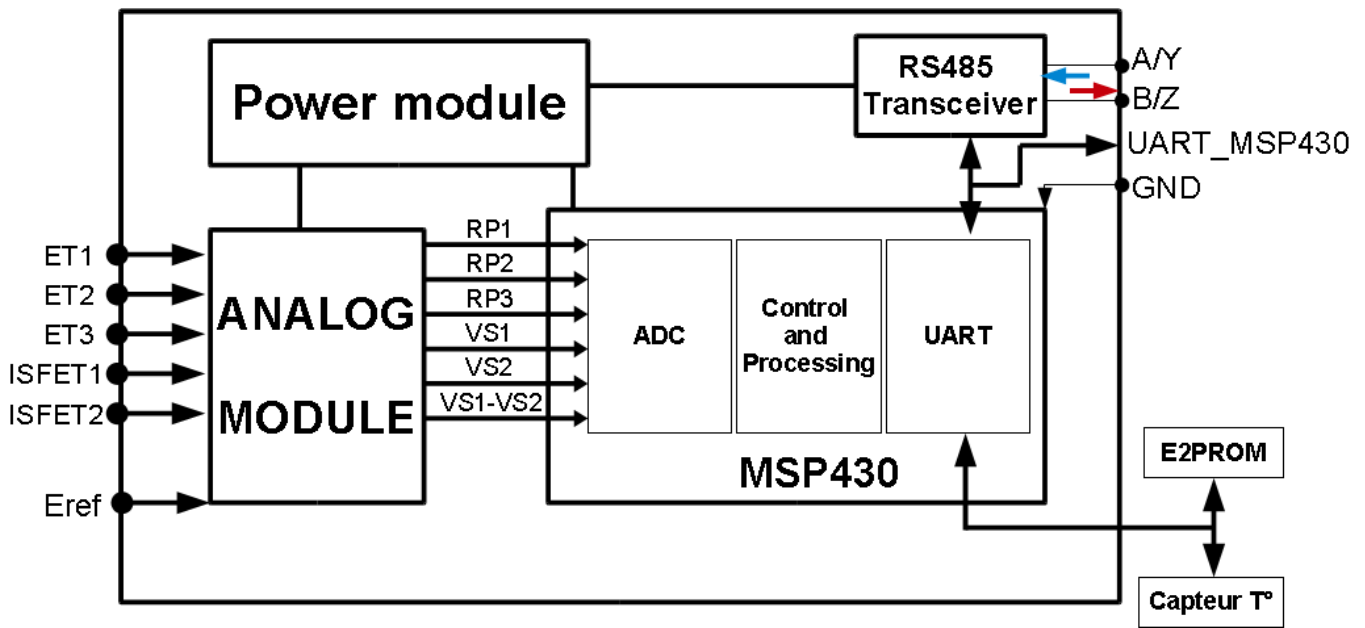 Power module
RS485
Transceiver
A/Y
B/Z
UART_MSP430
GND
ET1
ET2
ET3
ISFET1
ISFET2
Eref
ANALOG
MODULE
RP1
RP2
RP3
VS1
VS2
VS1-VS2
ADC
Control
and
Processing
UART
MSP430
E2PROM
Capteur T°